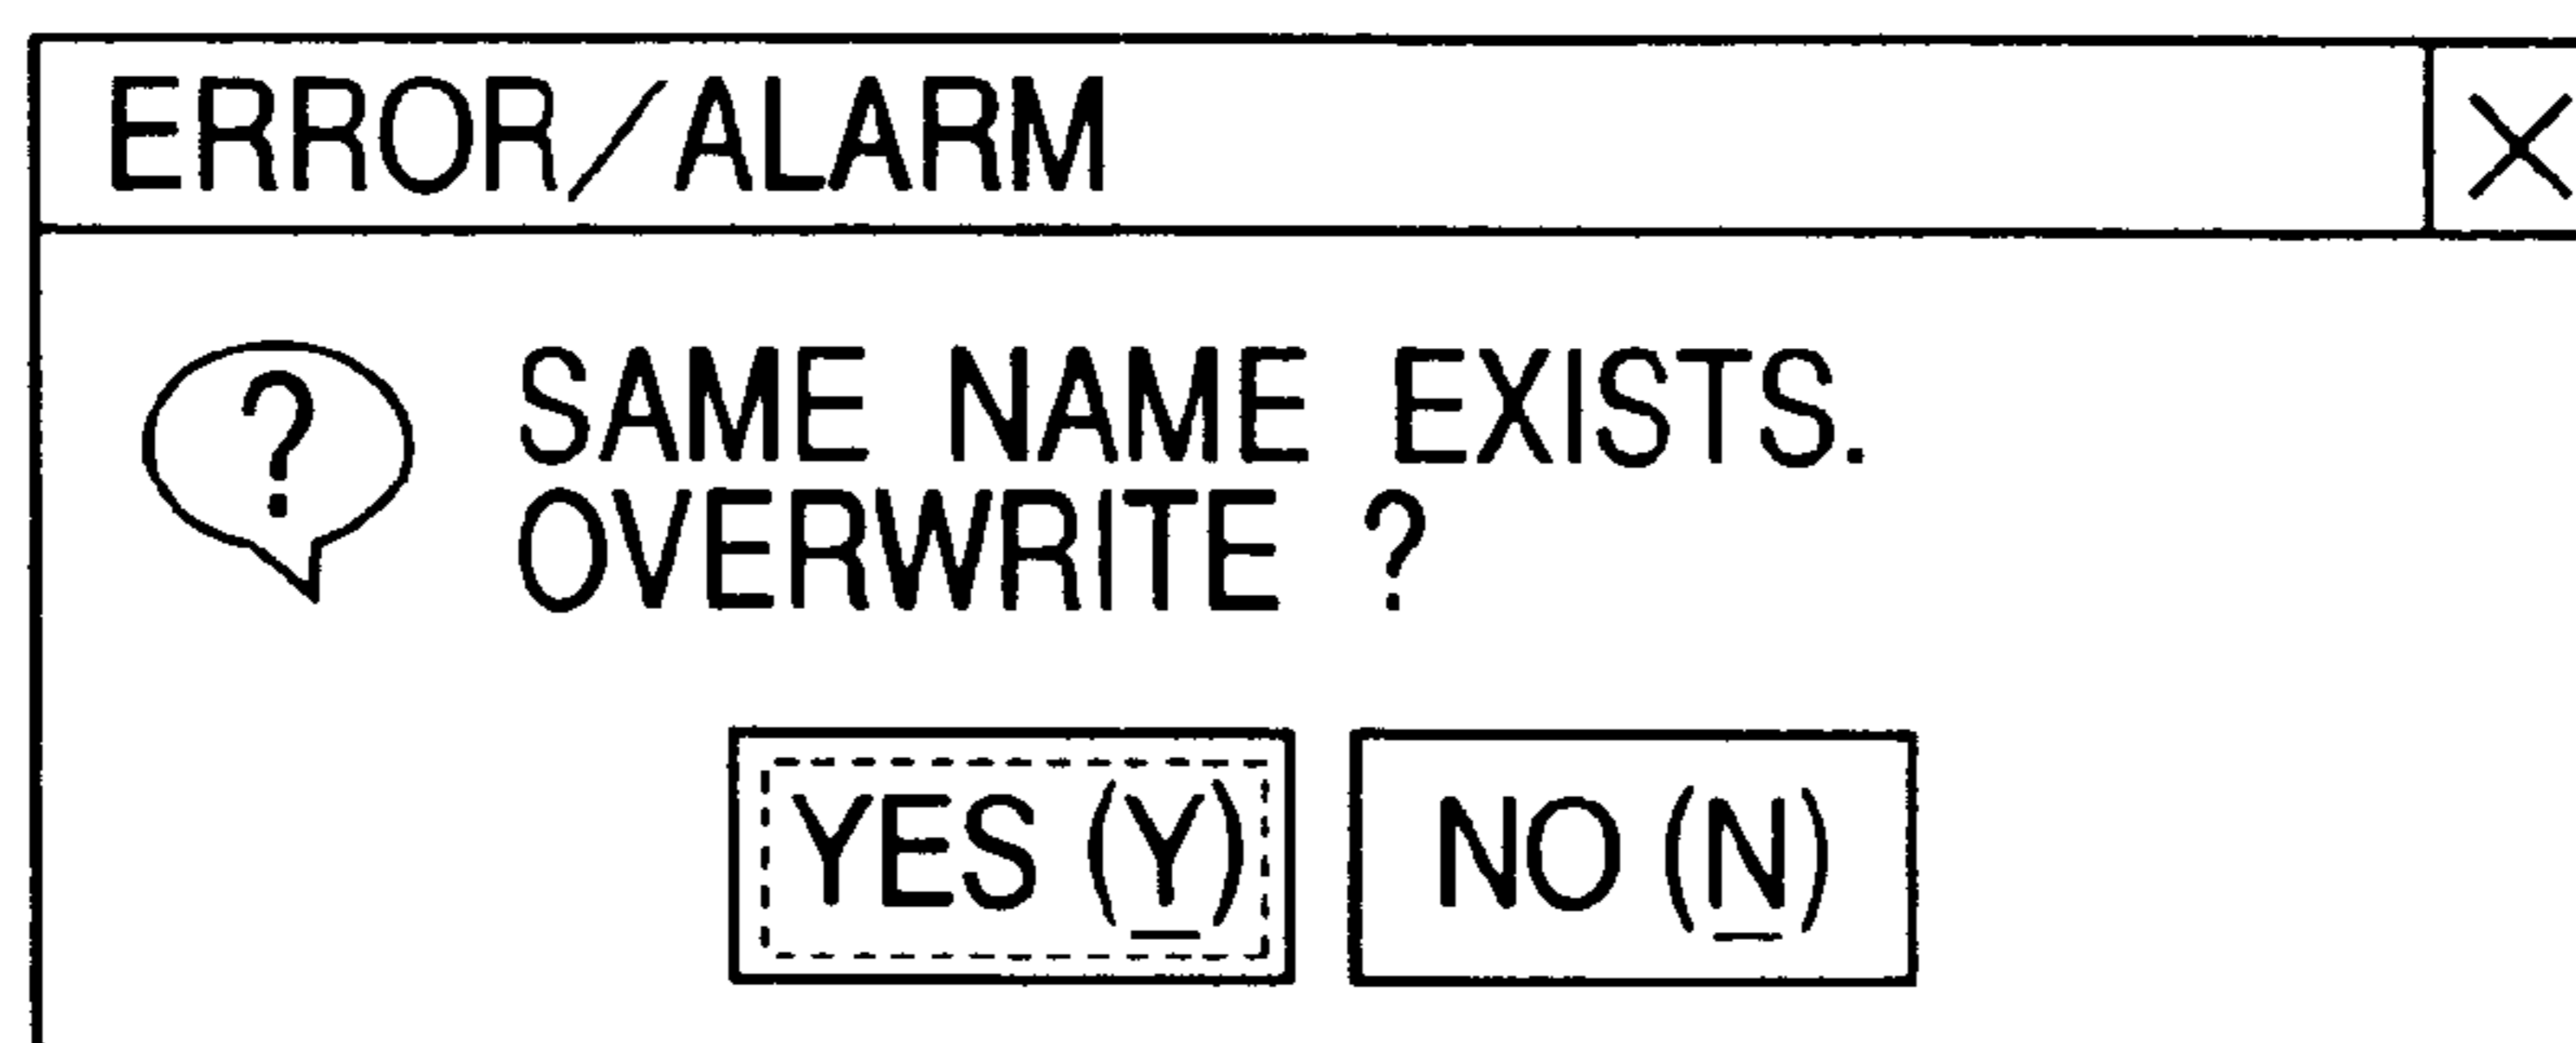 ERROR/ALARM
?
SAME NAME EXISTS.
OVERWRITE ?
YES (Y) NO (N)